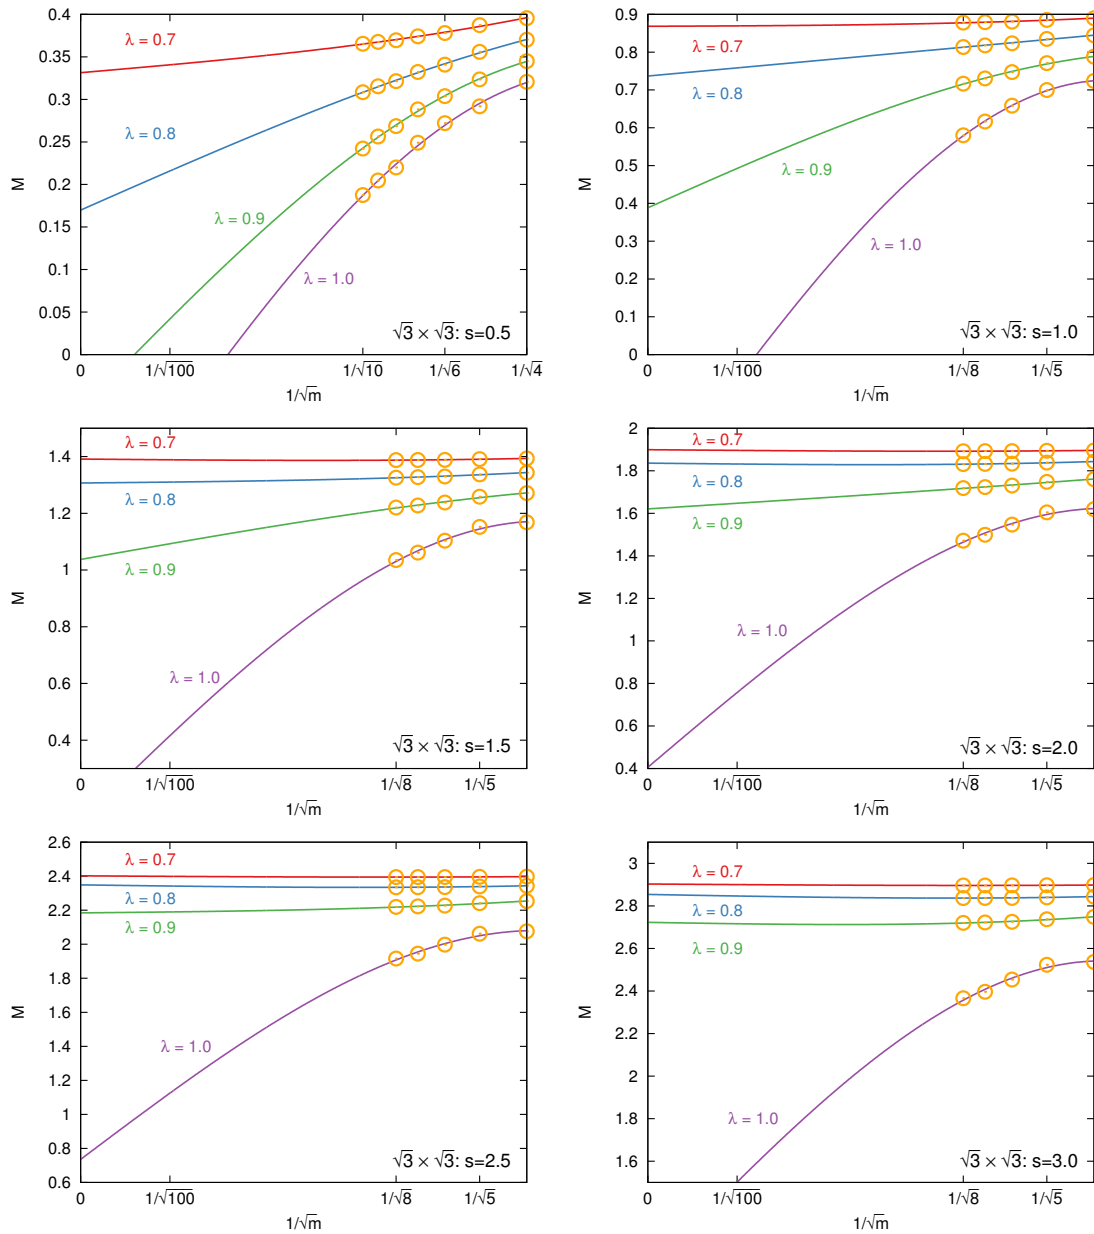 0.4
0.35
0.3
0.25
0.2
0.15
0.1
0.05
0
M
λ = 0.7
λ = 0.8
λ = 0.9
λ = 1.0
√3 × √3: s=0.5
0
1/√100
1/√10
1/√6
1/√4
1/√m
0.9
0.8
0.7
0.6
0.5
0.4
0.3
0.2
0.1
0
M
λ = 0.7
λ = 0.8
λ = 0.9
λ = 1.0
√3 × √3: s=1.0
0
1/√100
1/√8
1/√5
1/√m
1.4
1.2
1
0.8
0.6
0.4
M
λ = 0.7
λ = 0.8
λ = 0.9
λ = 1.0
√3 × √3: s=1.5
0
1/√100
1/√8
1/√5
1/√m
2
1.8
1.6
1.4
1.2
1
0.8
0.6
0.4
M
λ = 0.7
λ = 0.8
λ = 0.9
λ = 1.0
√3 × √3: s=2.0
0
1/√100
1/√8
1/√5
1/√m
2.6
2.4
2.2
2
1.8
1.6
1.4
1.2
1
0.8
0.6
M
λ = 0.7
λ = 0.8
λ = 0.9
λ = 1.0
√3 × √3: s=2.5
0
1/√100
1/√8
1/√5
1/√m
3
2.8
2.6
2.4
2.2
2
1.8
1.6
M
λ = 0.7
λ = 0.8
λ = 0.9
λ = 1.0
√3 × √3: s=3.0
0
1/√100
1/√8
1/√5
1/√m